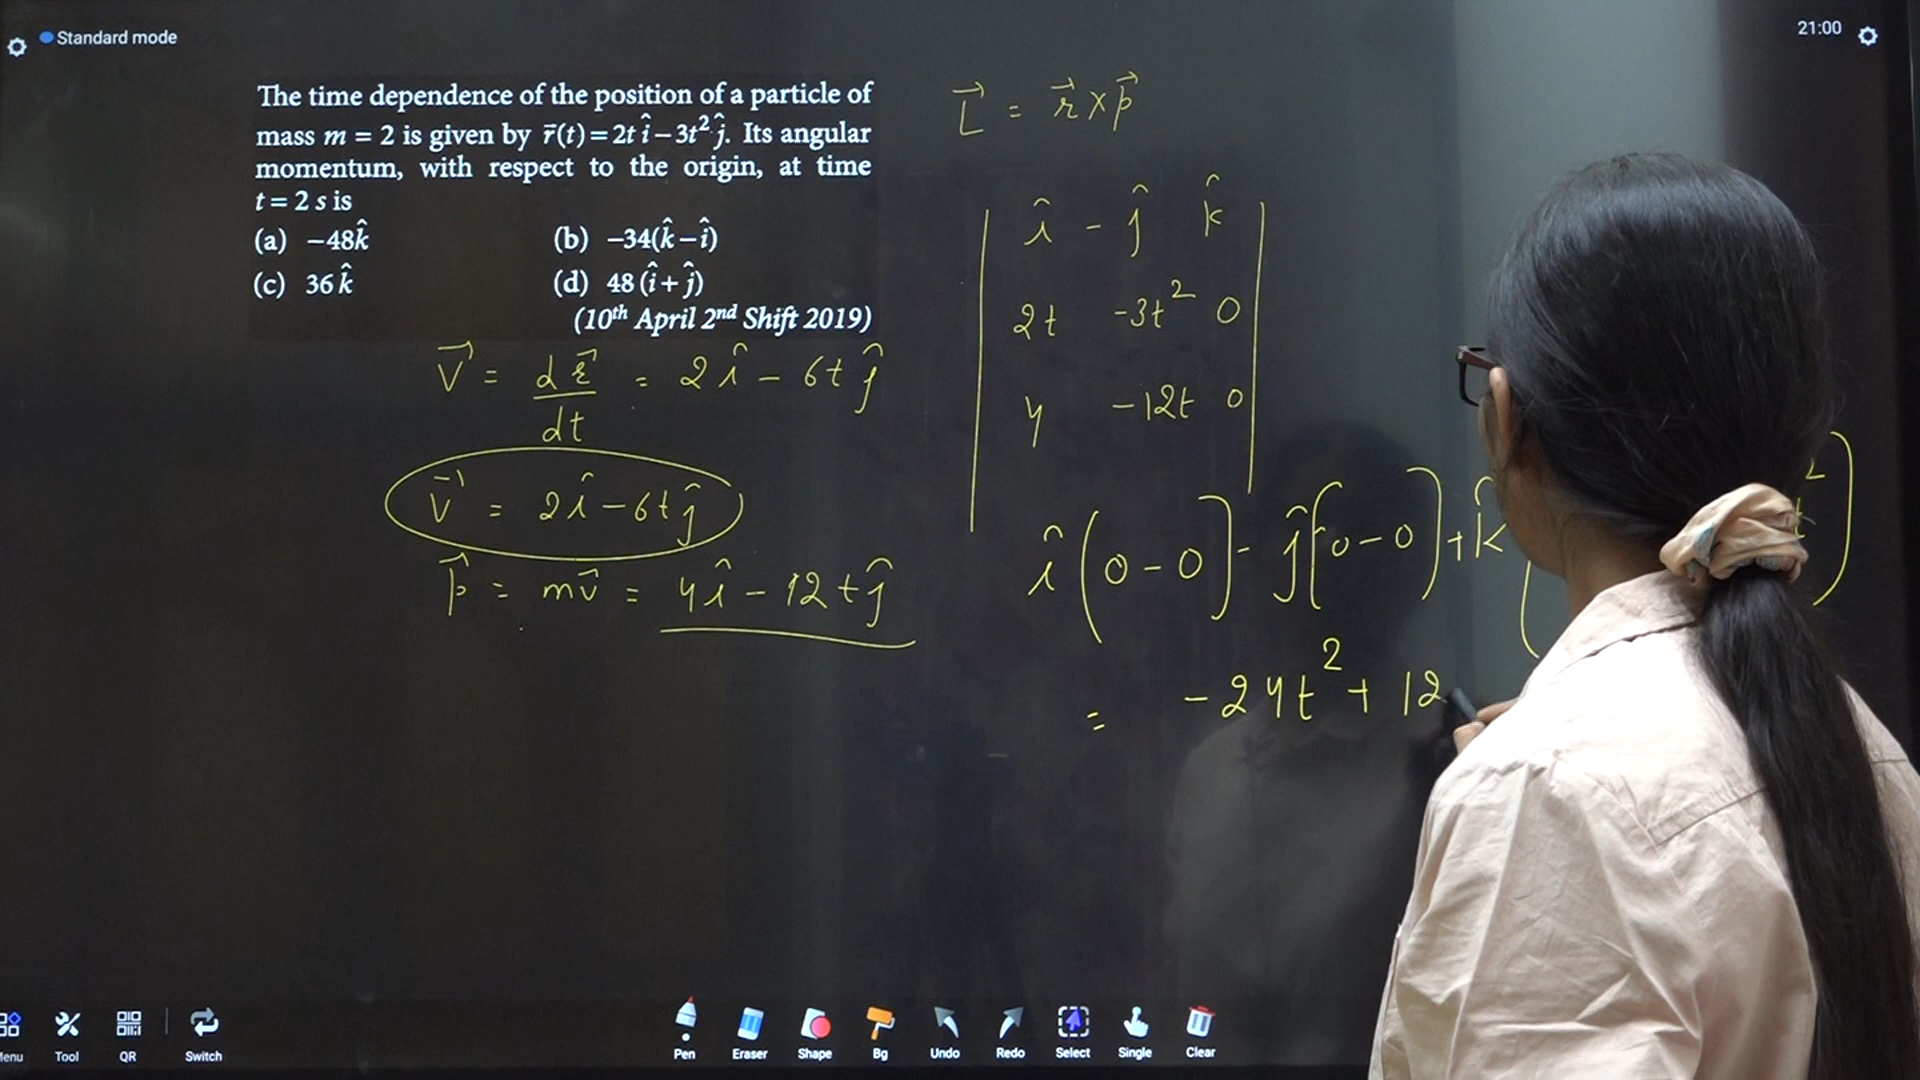 Standard mode
21:00
The time dependence of the position of a particle of
mass m = 2 is given by r⃗(t) = 2t î − 3t² ĵ. Its angular
momentum, with respect to the origin, at time
t = 2 s is
(a) −48k̂ (b) −34(k̂ − î)
(c) 36 k̂ (d) 48 (î + ĵ)
(10th April 2nd Shift 2019)
v⃗ = dr⃗/dt = 2î − 6t ĵ
v⃗ = 2î − 6t ĵ
p⃗ = mv⃗ = 4î − 12t ĵ
L⃗ = r⃗ × p⃗
î − ĵ k̂
2t −3t² 0
4 −12t 0
î (0 − 0) − ĵ (0 − 0) + k̂ (
= −24t² + 12
Tool QR Switch Pen Eraser Shape Bg Undo Redo Select Single Clear